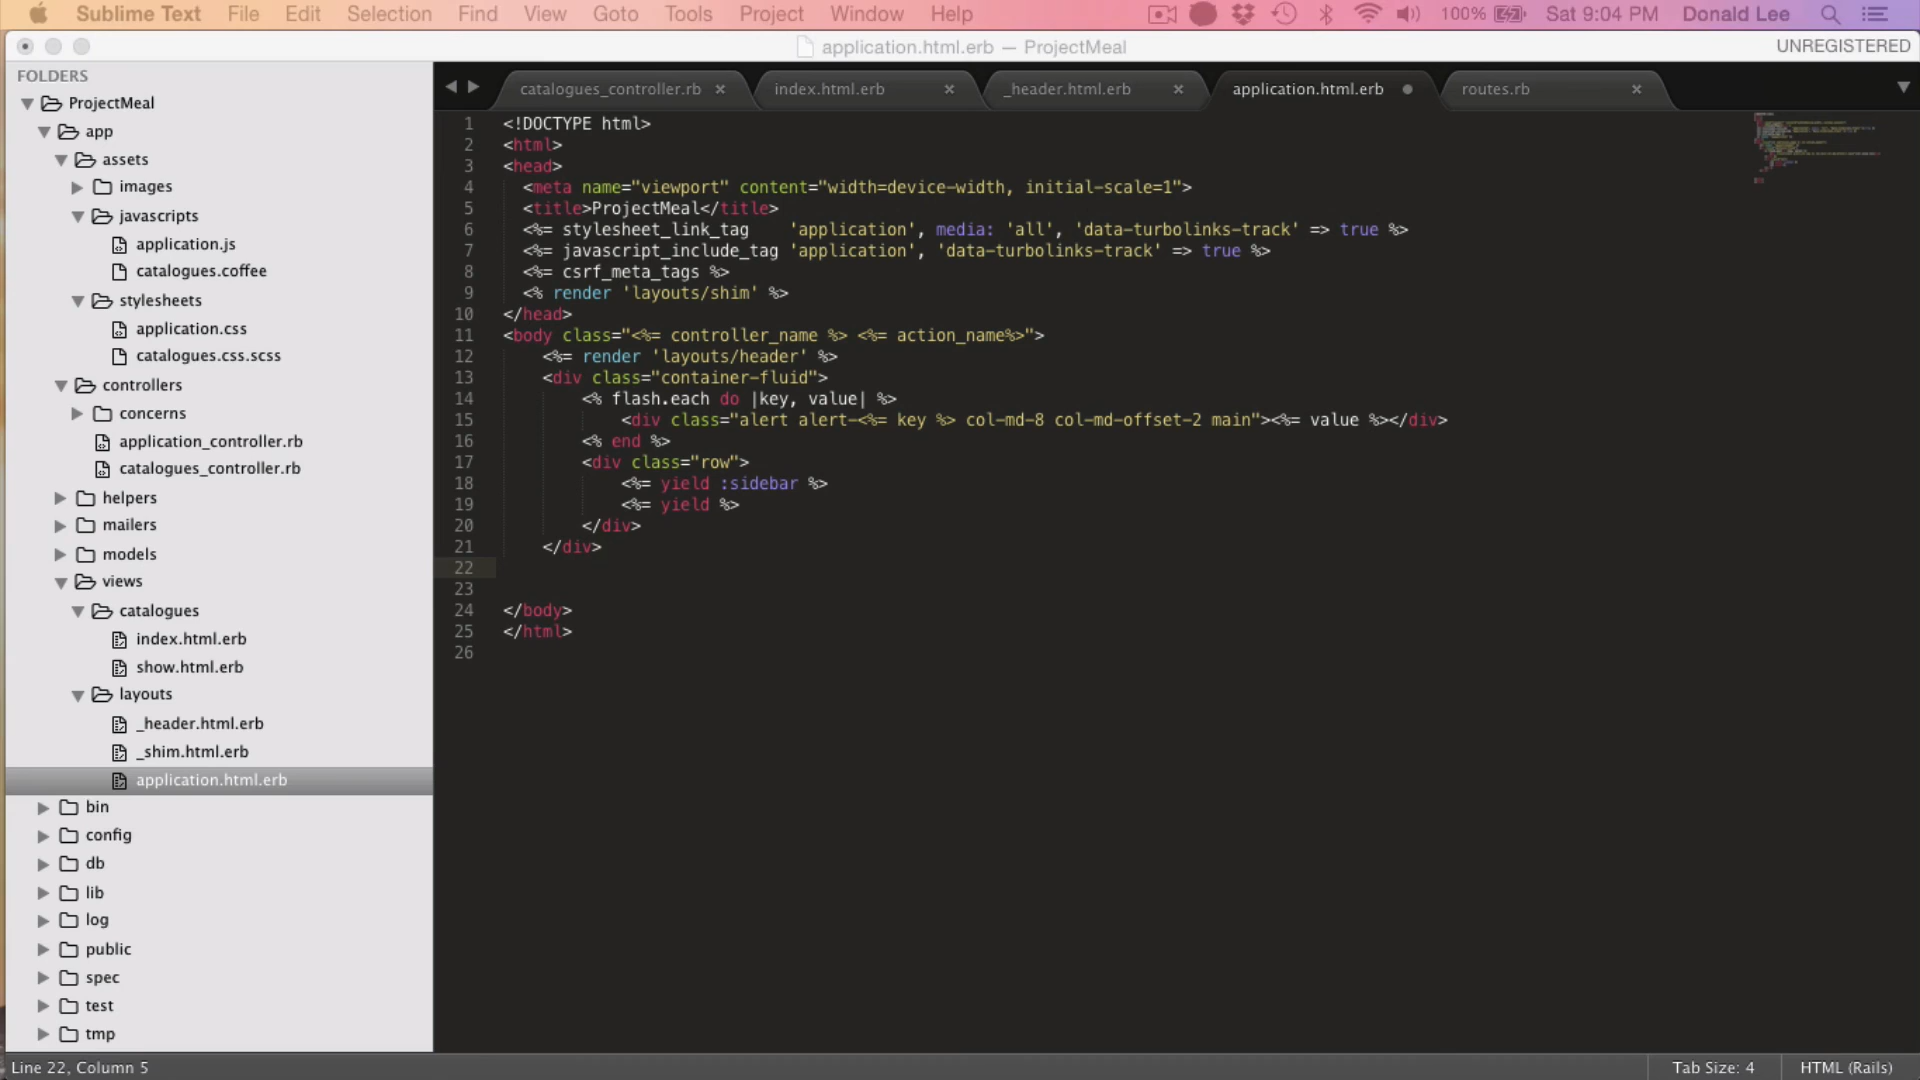 Sublime Text File Edit Selection Find View Goto Tools Project Window Help 100% Sat 9:04 PM Donald Lee
application.html.erb — ProjectMeal UNREGISTERED
FOLDERS
ProjectMeal
app
assets
images
javascripts
application.js
catalogues.coffee
stylesheets
application.css
catalogues.css.scss
controllers
concerns
application_controller.rb
catalogues_controller.rb
helpers
mailers
models
views
catalogues
index.html.erb
show.html.erb
layouts
_header.html.erb
_shim.html.erb
application.html.erb
bin
config
db
lib
log
public
spec
test
tmp
catalogues_controller.rb index.html.erb _header.html.erb application.html.erb routes.rb
1 <!DOCTYPE html>
2 <html>
3 <head>
4 <meta name="viewport" content="width=device-width, initial-scale=1">
5 <title>ProjectMeal</title>
6 <%= stylesheet_link_tag    'application', media: 'all', 'data-turbolinks-track' => true %>
7 <%= javascript_include_tag 'application', 'data-turbolinks-track' => true %>
8 <%= csrf_meta_tags %>
9 <% render 'layouts/shim' %>
10 </head>
11 <body class="<%= controller_name %> <%= action_name%>">
12 <%= render 'layouts/header' %>
13 <div class="container-fluid">
14 <% flash.each do |key, value| %>
15 <div class="alert alert-<%= key %> col-md-8 col-md-offset-2 main"><%= value %></div>
16 <% end %>
17 <div class="row">
18 <%= yield :sidebar %>
19 <%= yield %>
20 </div>
21 </div>
22
23
24 </body>
25 </html>
26
Line 22, Column 5 Tab Size: 4 HTML (Rails)